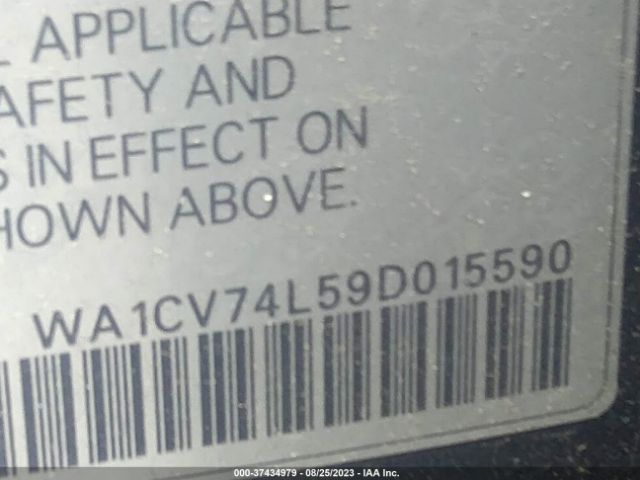 L APPLICABLE
AFETY AND
S IN EFFECT ON
HOWN ABOVE.
WA1CV74L59D015590
000-37434979 - 08/25/2023 - IAA Inc.